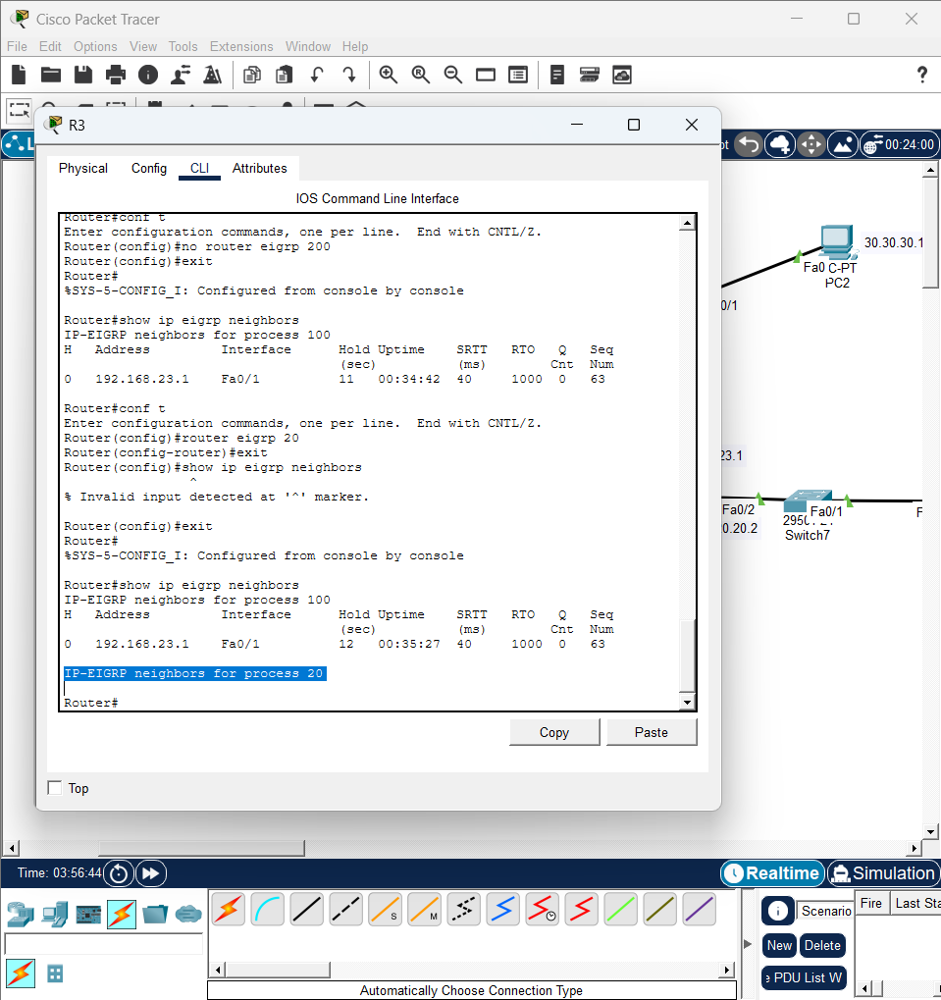 Cisco Packet Tracer
File Edit Options View Tools Extensions Window Help
?
R3
00:24:00
Physical Config CLI Attributes
IOS Command Line Interface
Router#conf t
Enter configuration commands, one per line.  End with CNTL/Z.
Router(config)#no router eigrp 200
Router(config)#exit
Router#
%SYS-5-CONFIG_I: Configured from console by console
Router#show ip eigrp neighbors
IP-EIGRP neighbors for process 100
H Address Interface Hold Uptime SRTT RTO Q Seq
(sec) (ms) Cnt Num
0 192.168.23.1 Fa0/1 11 00:34:42 40 1000 0 63
Router#conf t
Enter configuration commands, one per line.  End with CNTL/Z.
Router(config)#router eigrp 20
Router(config-router)#exit
Router(config)#show ip eigrp neighbors
^
% Invalid input detected at '^' marker.
Router(config)#exit
Router#
%SYS-5-CONFIG_I: Configured from console by console
Router#show ip eigrp neighbors
IP-EIGRP neighbors for process 100
H Address Interface Hold Uptime SRTT RTO Q Seq
(sec) (ms) Cnt Num
0 192.168.23.1 Fa0/1 12 00:35:27 40 1000 0 63
IP-EIGRP neighbors for process 20
Router#
Copy Paste
Top
30.30.30.1
Fa0 C-PT
PC2
0/1
23.1
Fa0/2
Fa0/1
0.20.2
Switch7
Time: 03:56:44
Realtime Simulation
S
M
Automatically Choose Connection Type
Scenario
New Delete
e PDU List W
Fire Last Sta